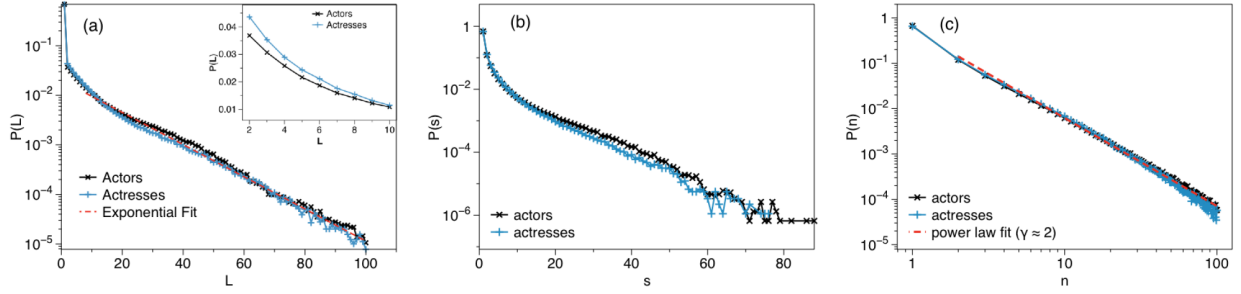 (a)
10⁻¹
10⁻²
10⁻³
10⁻⁴
10⁻⁵
P(L)
0 20 40 60 80 100
L
Actors
Actresses
Exponential Fit
Actors
Actresses
0.04
0.03
0.02
0.01
P(L)
2 4 6 8 10
L
(b)
1
10⁻²
10⁻⁴
10⁻⁶
P(s)
0 20 40 60 80
s
actors
actresses
(c)
1
10⁻¹
10⁻²
10⁻³
10⁻⁴
10⁻⁵
P(n)
1 10 100
n
actors
actresses
power law fit (γ ≈ 2)